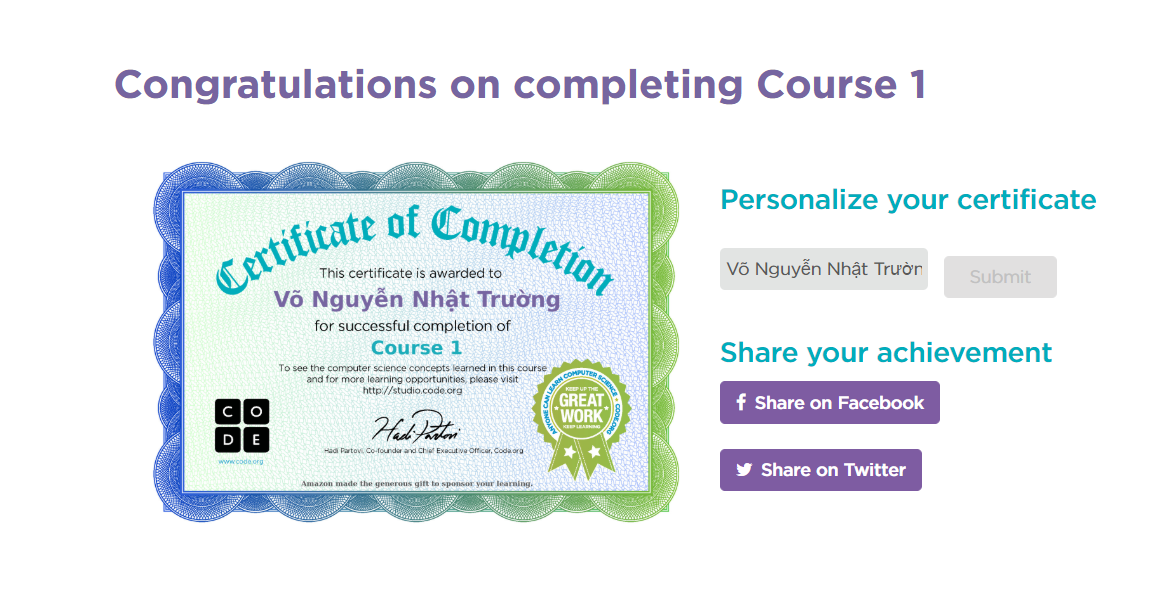 Congratulations on completing Course 1
Certificate of Completion
This certificate is awarded to
Võ Nguyễn Nhật Trường
for successful completion of
Course 1
To see the computer science concepts learned in this course
and for more learning opportunities, please visit
http://studio.code.org
C O
D E
www.code.org
Hadi Partovi
Hadi Partovi, Co-founder and Chief Executive Officer, Code.org
ANYONE CAN LEARN COMPUTER SCIENCE
KEEP UP THE
GREAT
WORK
KEEP LEARNING
CODE.ORG
Amazon made the generous gift to sponsor your learning.
Personalize your certificate
Võ Nguyễn Nhật Trườn
Submit
Share your achievement
f Share on Facebook
Share on Twitter